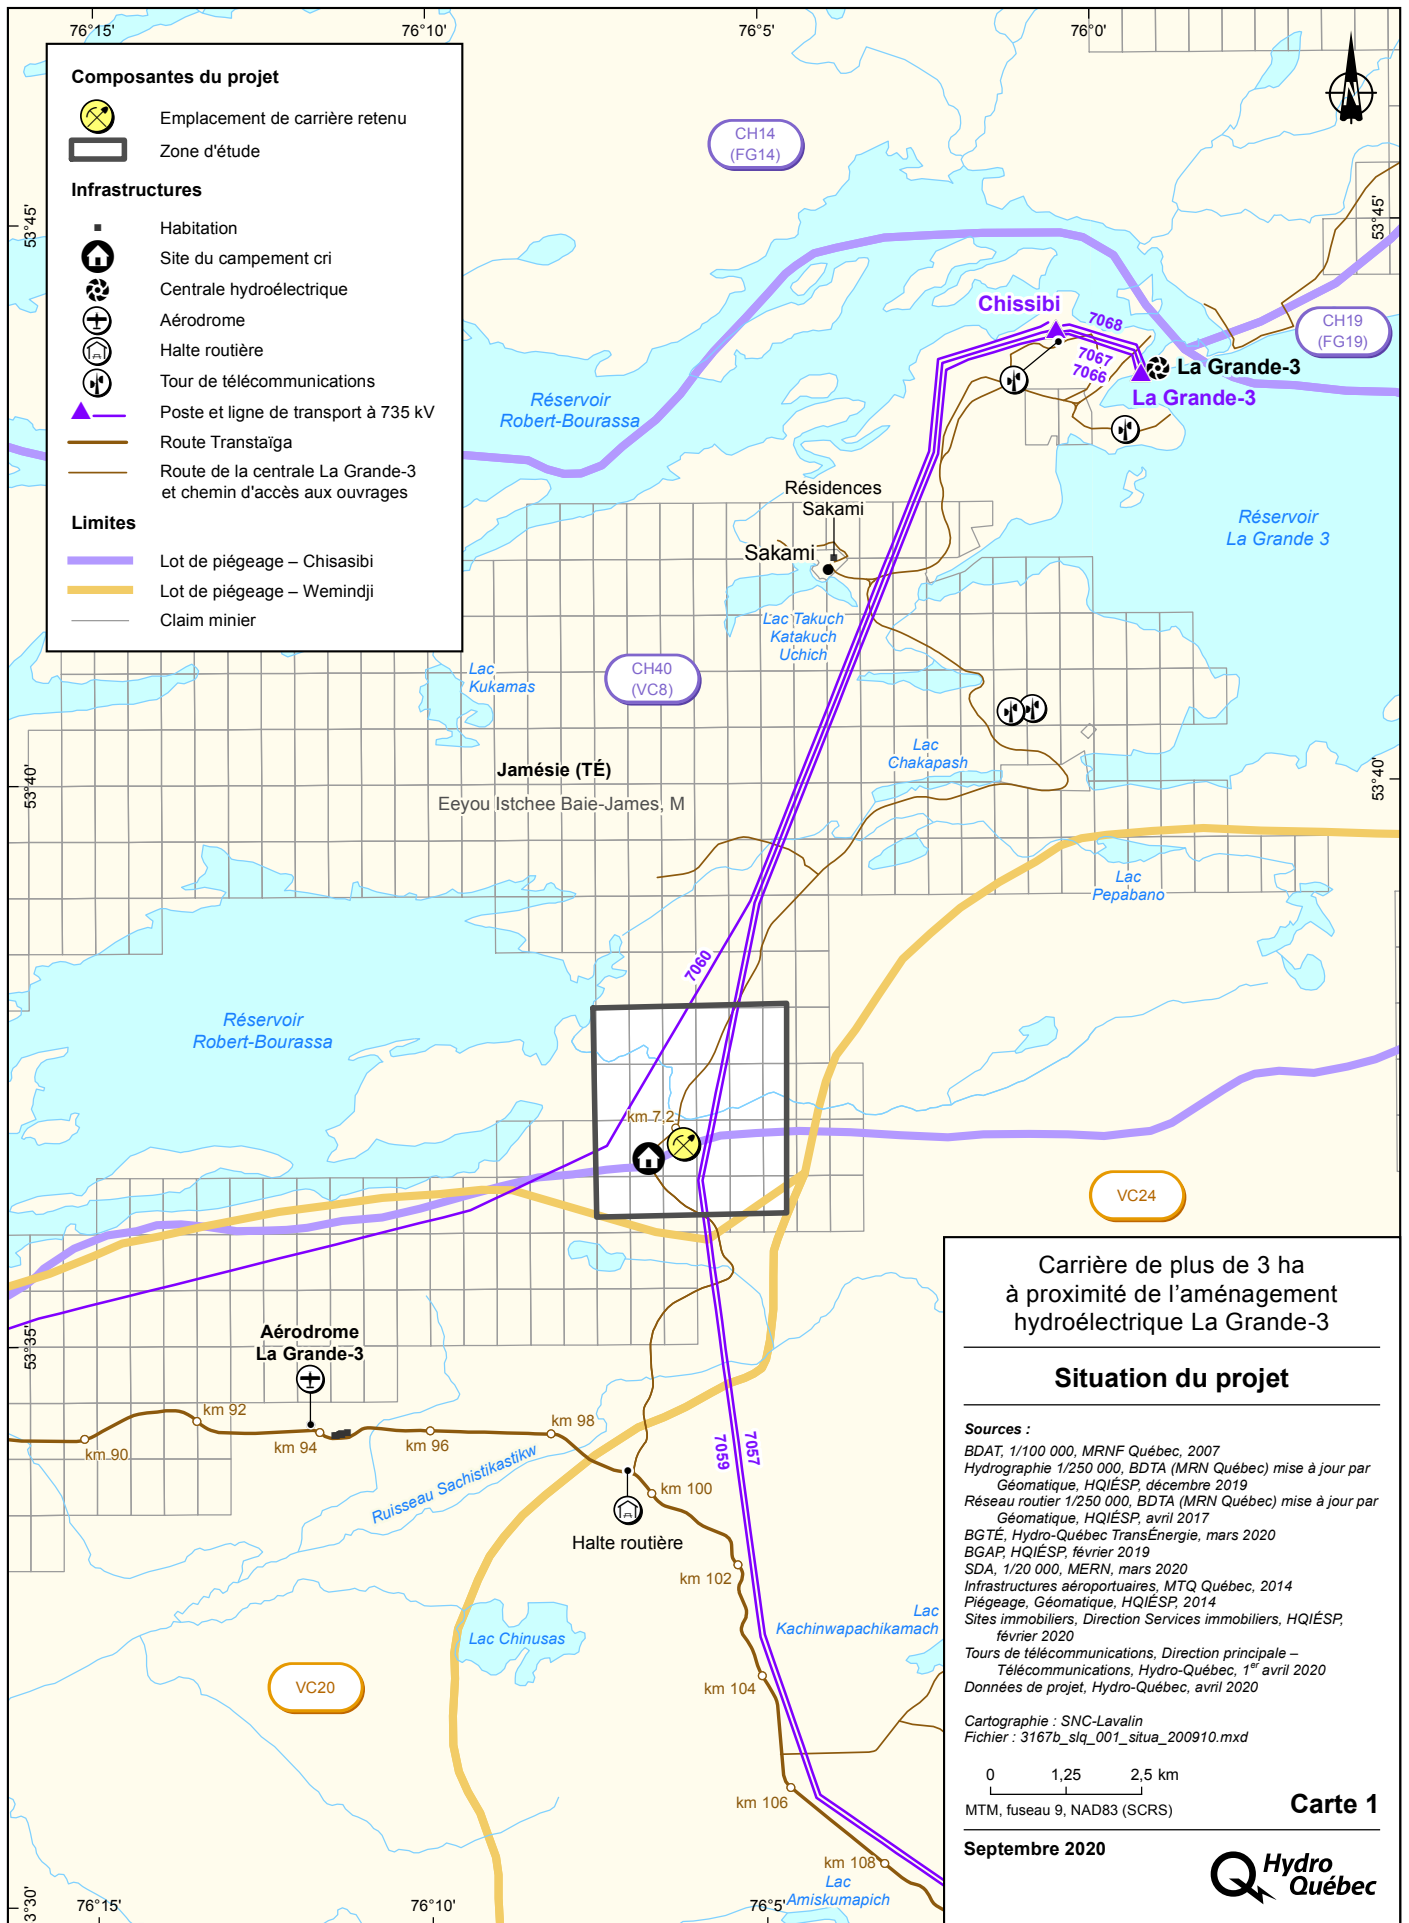 76°15'
76°10'
76°5'
76°0'
Composantes du projet
Emplacement de carrière retenu
Zone d'étude
Infrastructures
Habitation
Site du campement cri
Centrale hydroélectrique
Aérodrome
Halte routière
Tour de télécommunications
Poste et ligne de transport à 735 kV
Route Transtaïga
Route de la centrale La Grande-3
et chemin d'accès aux ouvrages
Limites
Lot de piégeage – Chisasibi
Lot de piégeage – Wemindji
Claim minier
N
CH14
(FG14)
53°45'
53°45'
Chissibi
7068
7067
7066
CH19
(FG19)
La Grande-3
La Grande-3
Réservoir
Robert-Bourassa
Résidences
Sakami
Sakami
Réservoir
La Grande 3
Lac Takuch
Katakuch
Uchich
Lac
Kukamas
CH40
(VC8)
Lac
Chakapash
Jamésie (TÉ)
Eeyou Istchee Baie-James, M
53°40'
53°40'
Lac
Pepabano
7060
Réservoir
Robert-Bourassa
km 7,2
VC24
53°35'
Aérodrome
La Grande-3
km 90
km 92
km 94
km 96
km 98
km 100
Ruisseau Sachistikastikw
7059
7057
Halte routière
km 102
Lac
Kachinwapachikamach
Lac Chinusas
VC20
km 104
km 106
km 108
Lac
Amiskumapich
3°30'
76°15'
76°10'
76°5'
Carrière de plus de 3 ha
à proximité de l'aménagement
hydroélectrique La Grande-3
Situation du projet
Sources :
BDAT, 1/100 000, MRNF Québec, 2007
Hydrographie 1/250 000, BDTA (MRN Québec) mise à jour par
Géomatique, HQIÉSP, décembre 2019
Réseau routier 1/250 000, BDTA (MRN Québec) mise à jour par
Géomatique, HQIÉSP, avril 2017
BGTÉ, Hydro-Québec TransÉnergie, mars 2020
BGAP, HQIÉSP, février 2019
SDA, 1/20 000, MERN, mars 2020
Infrastructures aéroportuaires, MTQ Québec, 2014
Piégeage, Géomatique, HQIÉSP, 2014
Sites immobiliers, Direction Services immobiliers, HQIÉSP,
février 2020
Tours de télécommunications, Direction principale –
Télécommunications, Hydro-Québec, 1er avril 2020
Données de projet, Hydro-Québec, avril 2020
Cartographie : SNC-Lavalin
Fichier : 3167b_slq_001_situa_200910.mxd
0 1,25 2,5 km
MTM, fuseau 9, NAD83 (SCRS)
Carte 1
Septembre 2020
Hydro
Québec